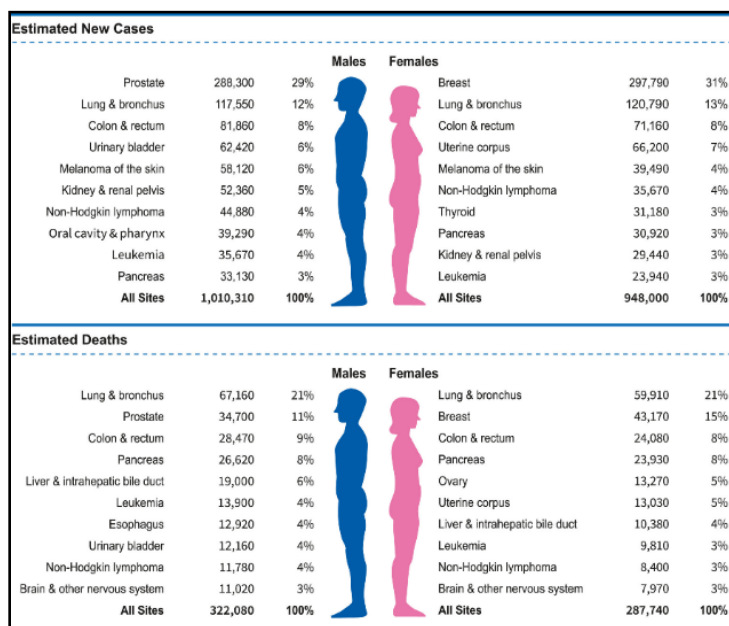 Estimated New Cases
Males Females
Prostate 288,300 29% Breast 297,790 31%
Lung & bronchus 117,550 12% Lung & bronchus 120,790 13%
Colon & rectum 81,860 8% Colon & rectum 71,160 8%
Urinary bladder 62,420 6% Uterine corpus 66,200 7%
Melanoma of the skin 58,120 6% Melanoma of the skin 39,490 4%
Kidney & renal pelvis 52,360 5% Non-Hodgkin lymphoma 35,670 4%
Non-Hodgkin lymphoma 44,880 4% Thyroid 31,180 3%
Oral cavity & pharynx 39,290 4% Pancreas 30,920 3%
Leukemia 35,670 4% Kidney & renal pelvis 29,440 3%
Pancreas 33,130 3% Leukemia 23,940 3%
All Sites 1,010,310 100% All Sites 948,000 100%
Estimated Deaths
Males Females
Lung & bronchus 67,160 21% Lung & bronchus 59,910 21%
Prostate 34,700 11% Breast 43,170 15%
Colon & rectum 28,470 9% Colon & rectum 24,080 8%
Pancreas 26,620 8% Pancreas 23,930 8%
Liver & intrahepatic bile duct 19,000 6% Ovary 13,270 5%
Leukemia 13,900 4% Uterine corpus 13,030 5%
Esophagus 12,920 4% Liver & intrahepatic bile duct 10,380 4%
Urinary bladder 12,160 4% Leukemia 9,810 3%
Non-Hodgkin lymphoma 11,780 4% Non-Hodgkin lymphoma 8,400 3%
Brain & other nervous system 11,020 3% Brain & other nervous system 7,970 3%
All Sites 322,080 100% All Sites 287,740 100%